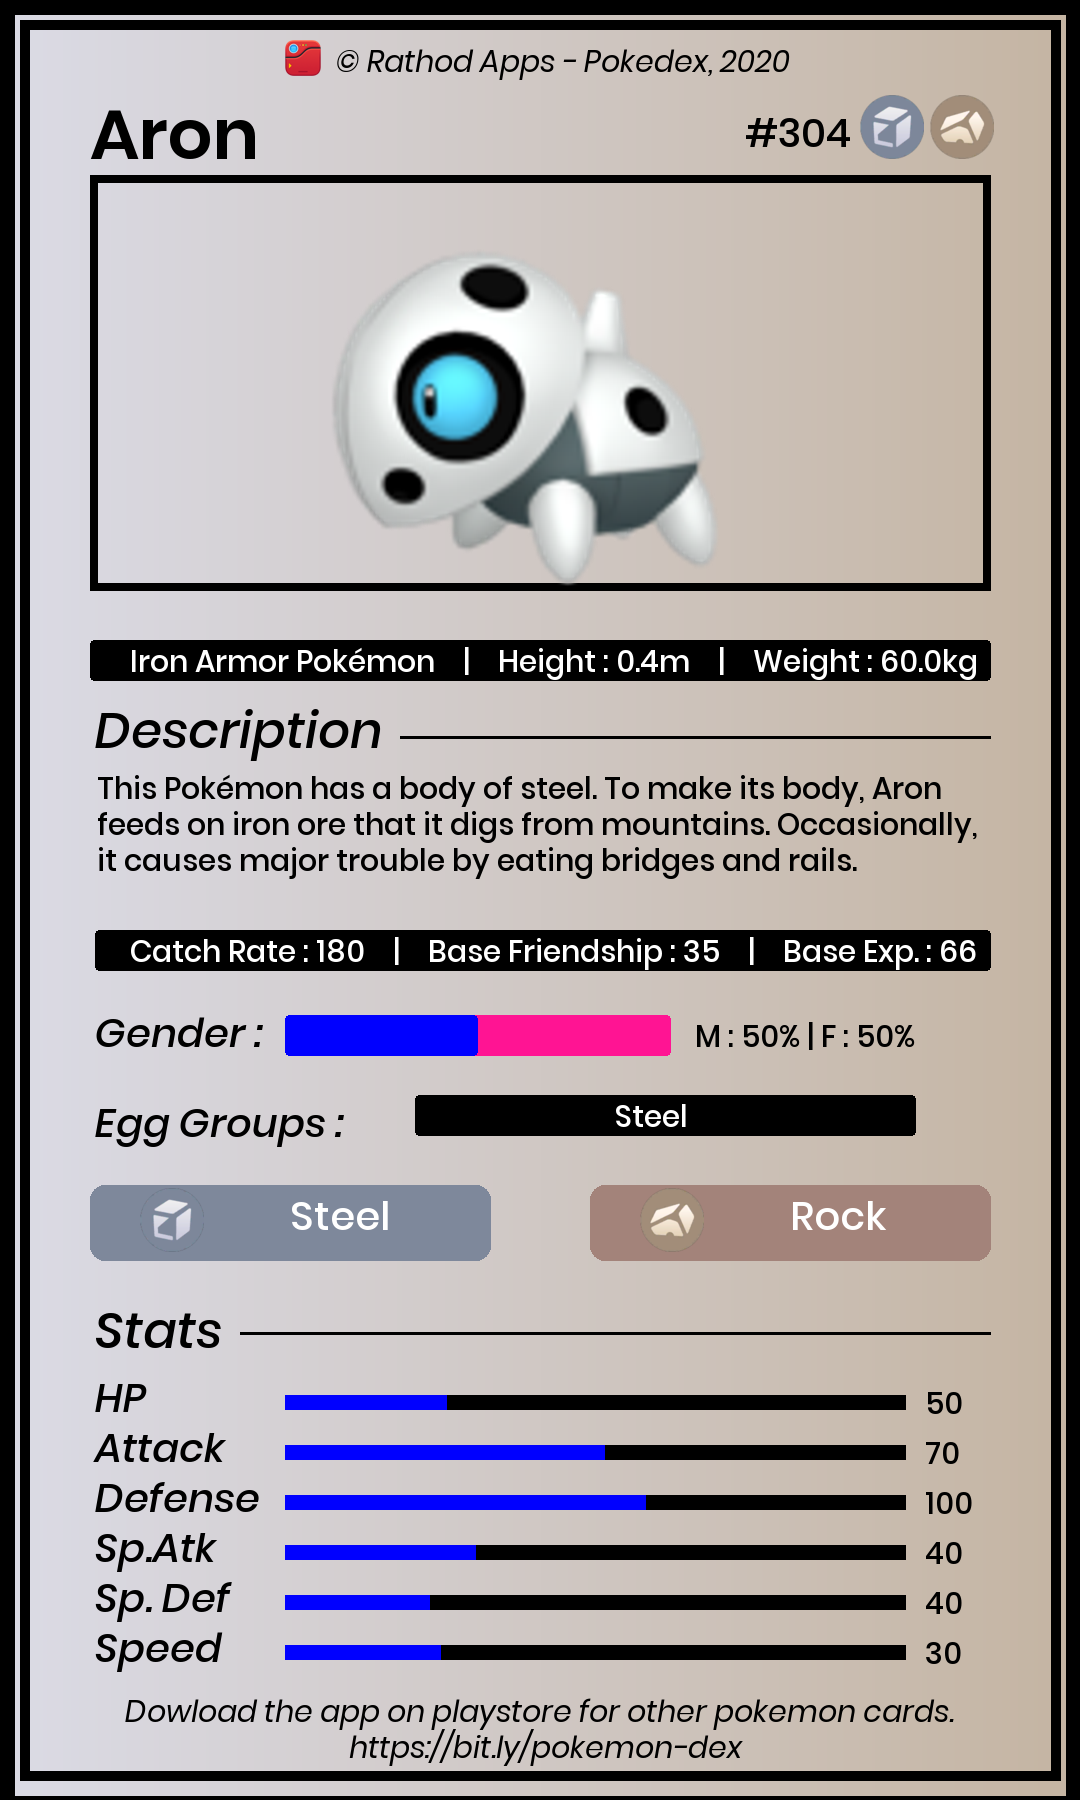 © Rathod Apps - Pokedex, 2020
Aron #304
Iron Armor Pokémon | Height : 0.4m | Weight : 60.0kg
Description
This Pokémon has a body of steel. To make its body, Aron
feeds on iron ore that it digs from mountains. Occasionally,
it causes major trouble by eating bridges and rails.
Catch Rate : 180 | Base Friendship : 35 | Base Exp. : 66
Gender : M : 50% | F : 50%
Egg Groups : Steel
Steel Rock
Stats
HP 50
Attack 70
Defense 100
Sp.Atk 40
Sp. Def 40
Speed 30
Dowload the app on playstore for other pokemon cards.
https://bit.ly/pokemon-dex